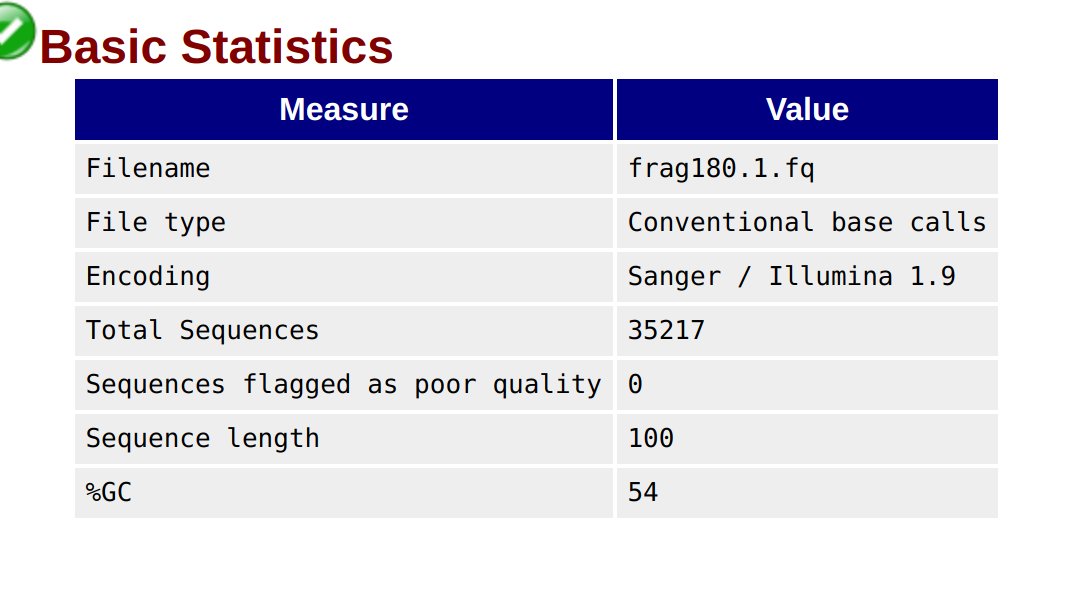 Basic Statistics
Measure Value
Filename frag180.1.fq
File type Conventional base calls
Encoding Sanger / Illumina 1.9
Total Sequences 35217
Sequences flagged as poor quality 0
Sequence length 100
%GC 54